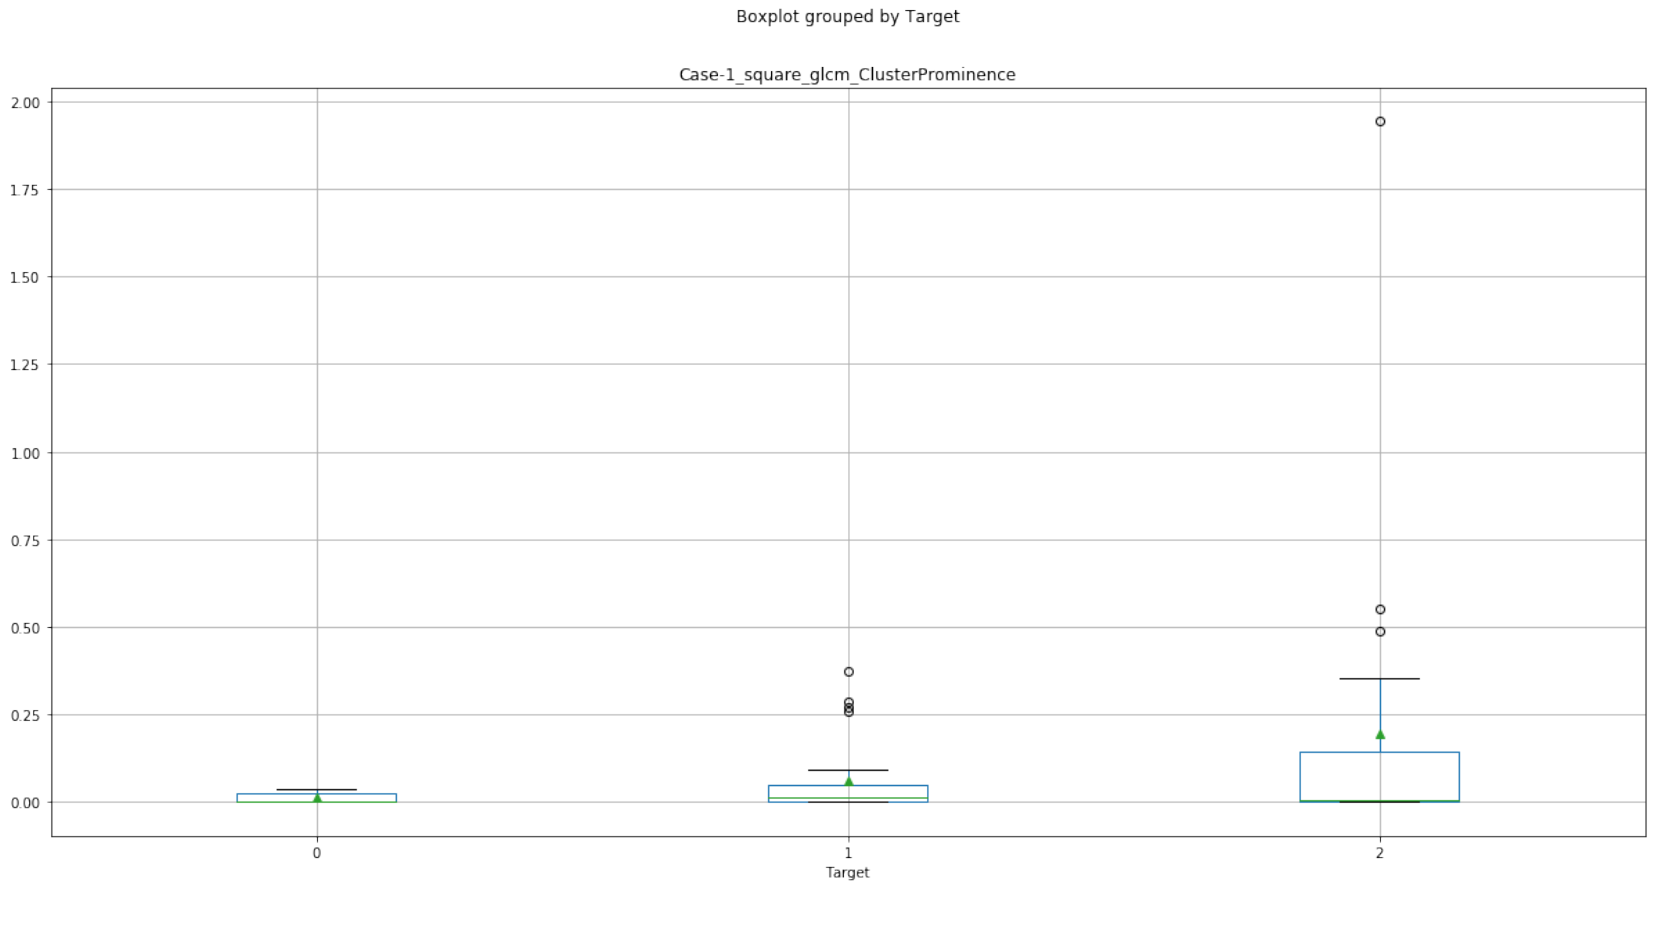 Boxplot grouped by Target
Case-1_square_glcm_ClusterProminence
2.00
1.75
1.50
1.25
1.00
0.75
0.50
0.25
0.00
0 1 2
Target